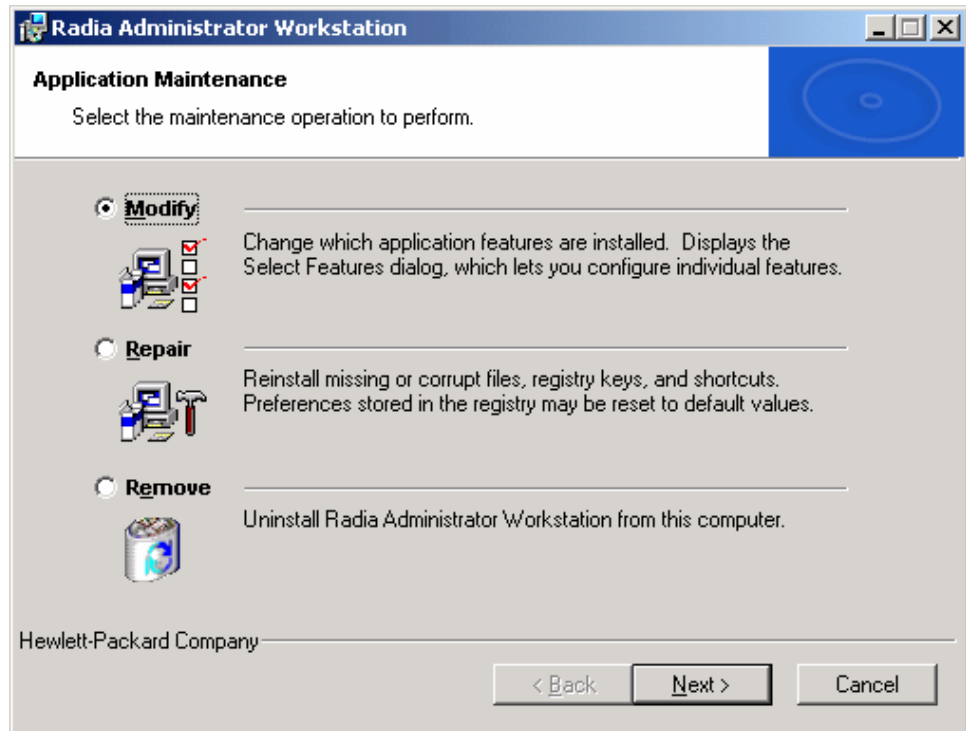 Radia Administrator Workstation
Application Maintenance
Select the maintenance operation to perform.
Modify
Change which application features are installed. Displays the
Select Features dialog, which lets you configure individual features.
Repair
Reinstall missing or corrupt files, registry keys, and shortcuts.
Preferences stored in the registry may be reset to default values.
Remove
Uninstall Radia Administrator Workstation from this computer.
Hewlett-Packard Company
< Back Next > Cancel